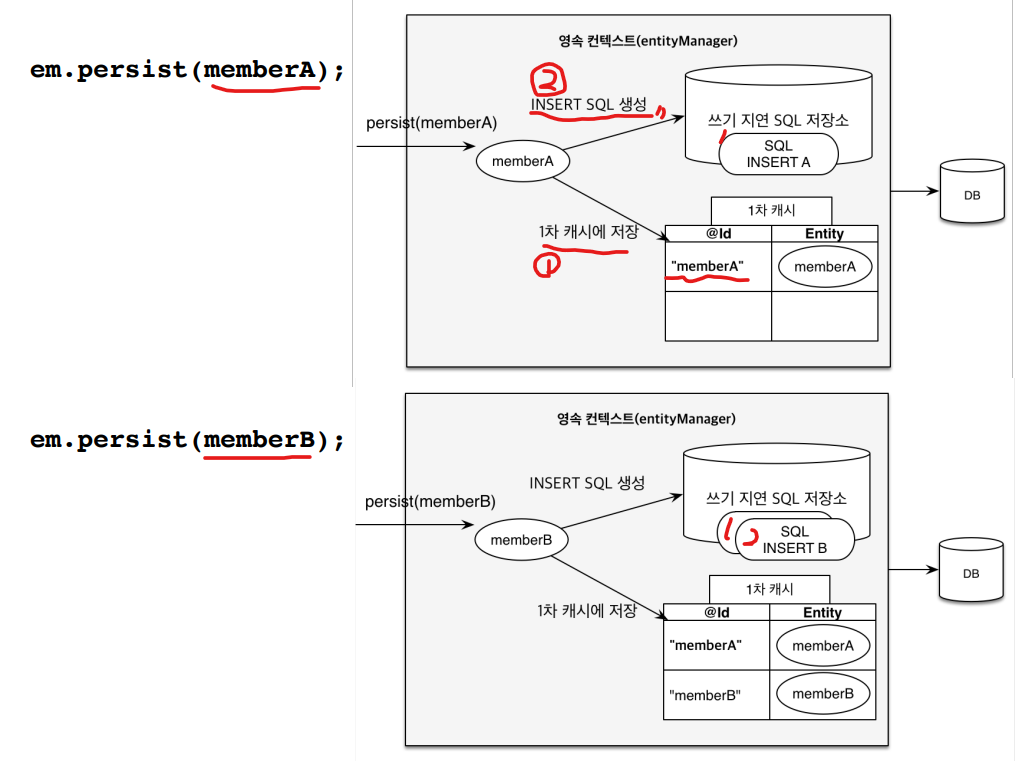 em.persist(memberA);
영속 컨텍스트(entityManager)
2
INSERT SQL 생성
persist(memberA)
memberA
쓰기 지연 SQL 저장소
1
SQL
INSERT A
DB
1차 캐시에 저장
1
1차 캐시
@Id
Entity
"memberA"
memberA
em.persist(memberB);
영속 컨텍스트(entityManager)
INSERT SQL 생성
persist(memberB)
memberB
쓰기 지연 SQL 저장소
1
2
SQL
INSERT B
DB
1차 캐시에 저장
1차 캐시
@Id
Entity
"memberA"
memberA
"memberB"
memberB